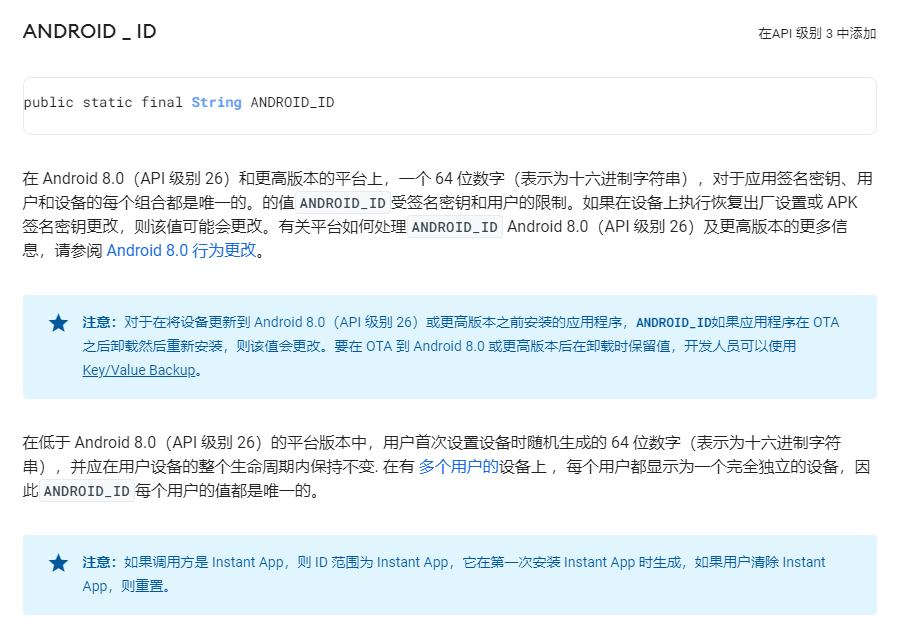 ANDROID _ ID
在API 级别 3 中添加
public static final String ANDROID_ID
在 Android 8.0（API 级别 26）和更高版本的平台上，一个 64 位数字（表示为十六进制字符串），对于应用签名密钥、用
户和设备的每个组合都是唯一的。的值 ANDROID_ID 受签名密钥和用户的限制。如果在设备上执行恢复出厂设置或 APK
签名密钥更改，则该值可能会更改。有关平台如何处理 ANDROID_ID Android 8.0（API 级别 26）及更高版本的更多信
息，请参阅 Android 8.0 行为更改。
注意：对于在将设备更新到 Android 8.0（API 级别 26）或更高版本之前安装的应用程序，ANDROID_ID如果应用程序在 OTA
之后卸载然后重新安装，则该值会更改。要在 OTA 到 Android 8.0 或更高版本后在卸载时保留值，开发人员可以使用
Key/Value Backup。
在低于 Android 8.0（API 级别 26）的平台版本中，用户首次设置设备时随机生成的 64 位数字（表示为十六进制字符
串），并应在用户设备的整个生命周期内保持不变. 在有 多个用户的设备上 ，每个用户都显示为一个完全独立的设备，因
此 ANDROID_ID 每个用户的值都是唯一的。
注意：如果调用方是 Instant App，则 ID 范围为 Instant App，它在第一次安装 Instant App 时生成，如果用户清除 Instant
App，则重置。